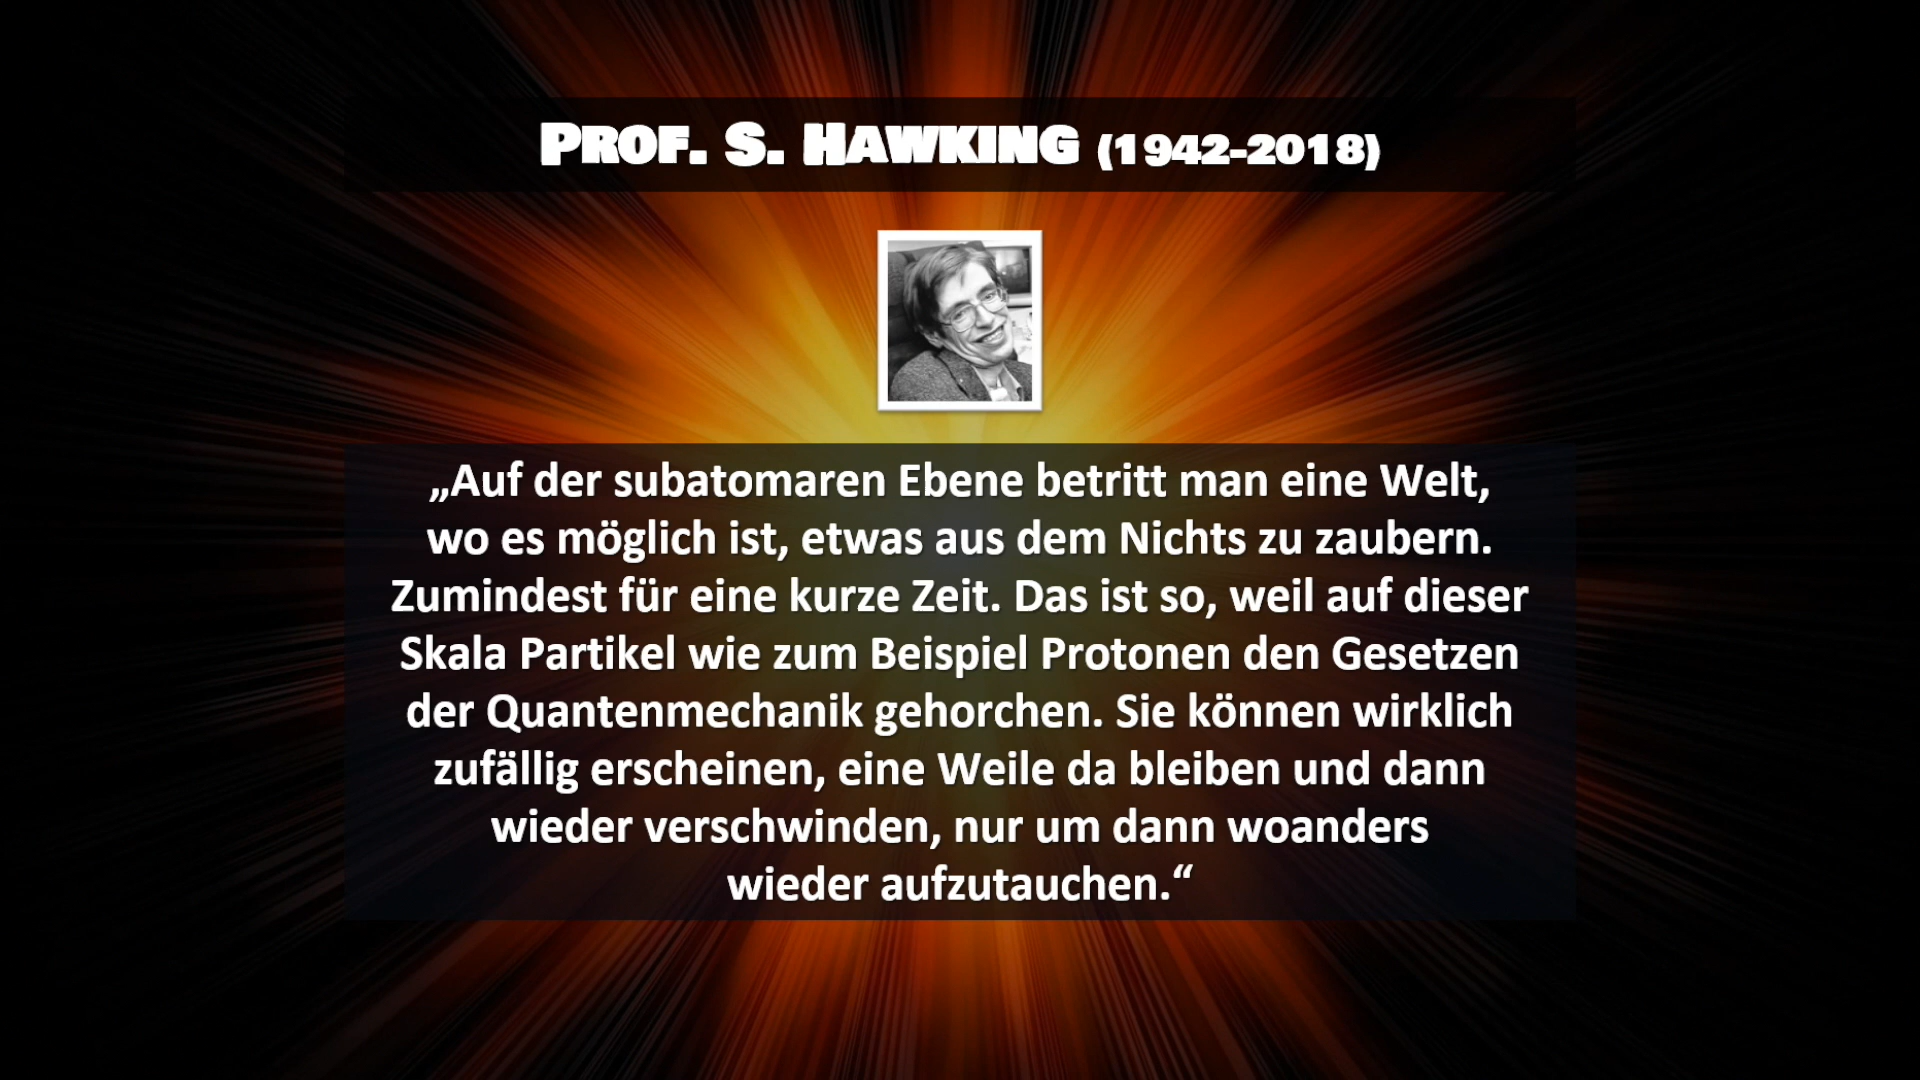 Prof. S. Hawking (1942-2018)
„Auf der subatomaren Ebene betritt man eine Welt,
wo es möglich ist, etwas aus dem Nichts zu zaubern.
Zumindest für eine kurze Zeit. Das ist so, weil auf dieser
Skala Partikel wie zum Beispiel Protonen den Gesetzen
der Quantenmechanik gehorchen. Sie können wirklich
zufällig erscheinen, eine Weile da bleiben und dann
wieder verschwinden, nur um dann woanders
wieder aufzutauchen.“